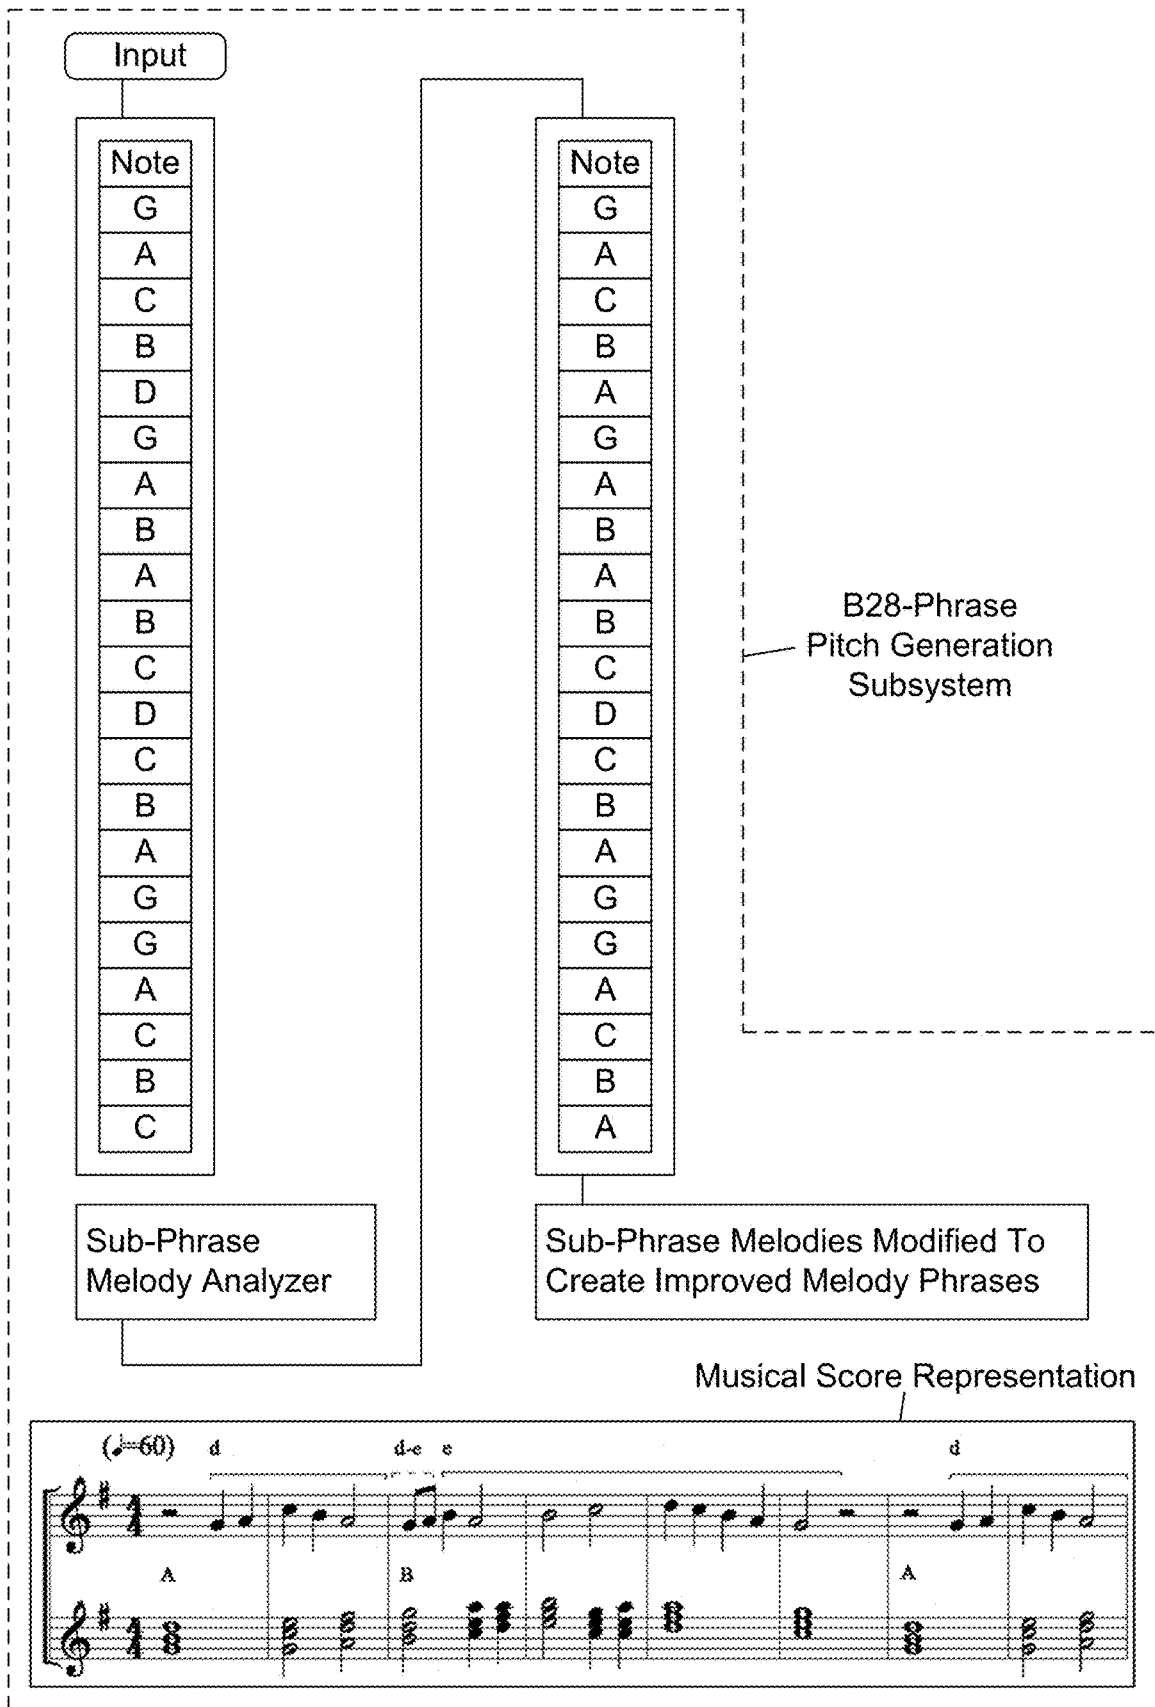 Input
Note
G
A
C
B
D
G
A
B
A
B
C
D
C
B
A
G
G
A
C
B
C
Sub-Phrase
Melody Analyzer
Note
G
A
C
B
A
G
A
B
A
B
C
D
C
B
A
G
G
A
C
B
A
Sub-Phrase Melodies Modified To
Create Improved Melody Phrases
B28-Phrase
Pitch Generation
Subsystem
Musical Score Representation
(♩=60) d d-e e d
A B A